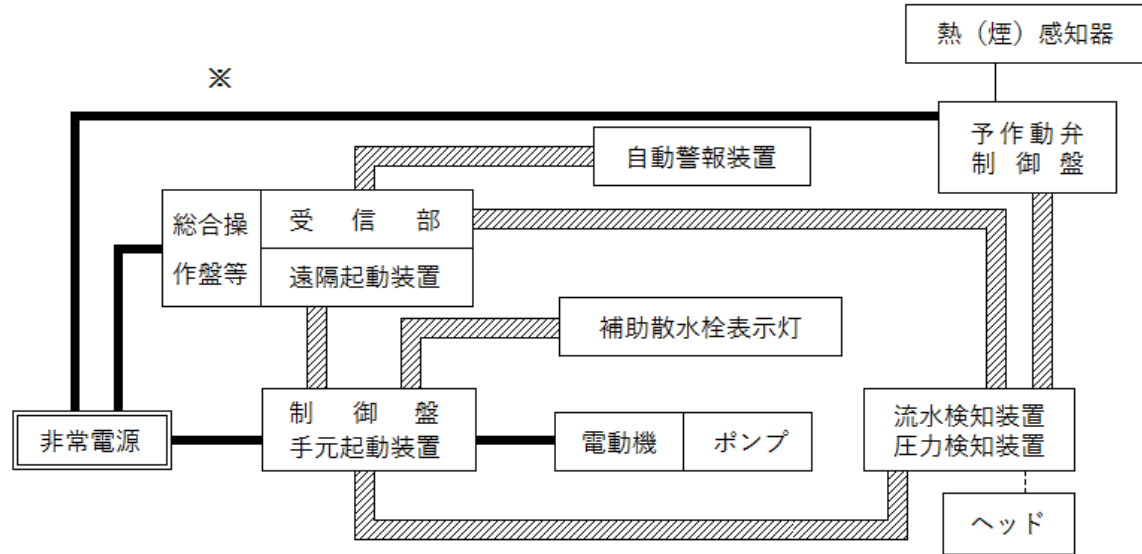 熱（煙）感知器
※
予作動弁
制御盤
自動警報装置
総合操
作盤等
受信部
遠隔起動装置
補助散水栓表示灯
制御盤
手元起動装置
非常電源
電動機
ポンプ
流水検知装置
圧力検知装置
ヘッド